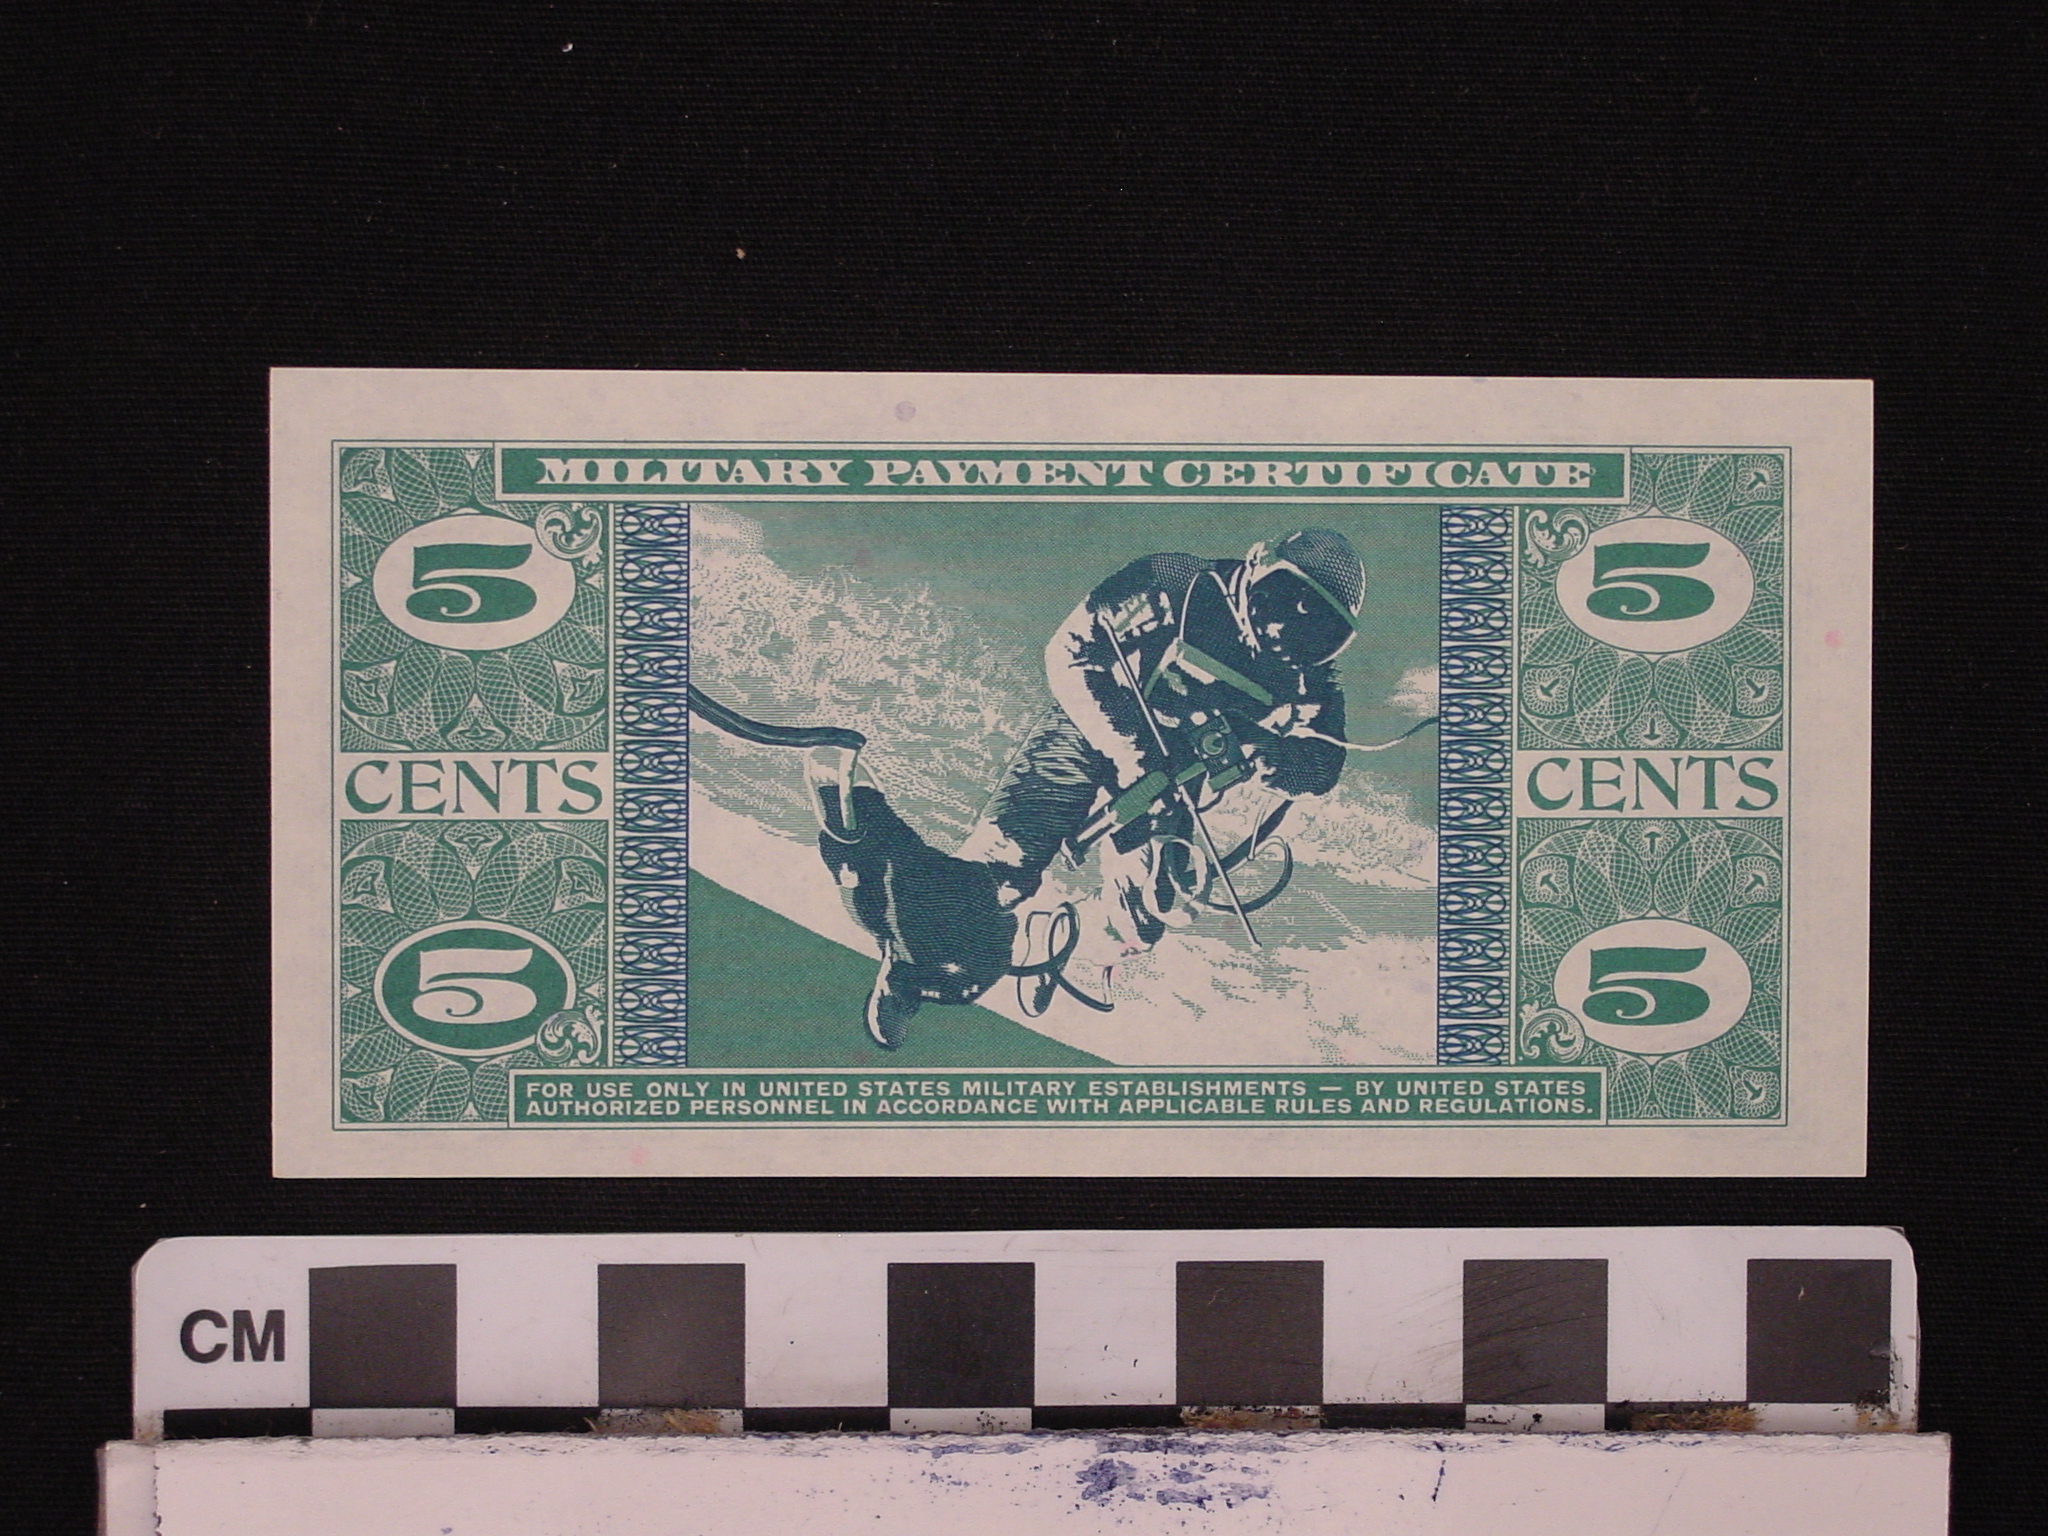 MILITARY PAYMENT CERTIFICATE
5
5
CENTS
CENTS
5
5
FOR USE ONLY IN UNITED STATES MILITARY ESTABLISHMENTS — BY UNITED STATES
AUTHORIZED PERSONNEL IN ACCORDANCE WITH APPLICABLE RULES AND REGULATIONS.
CM